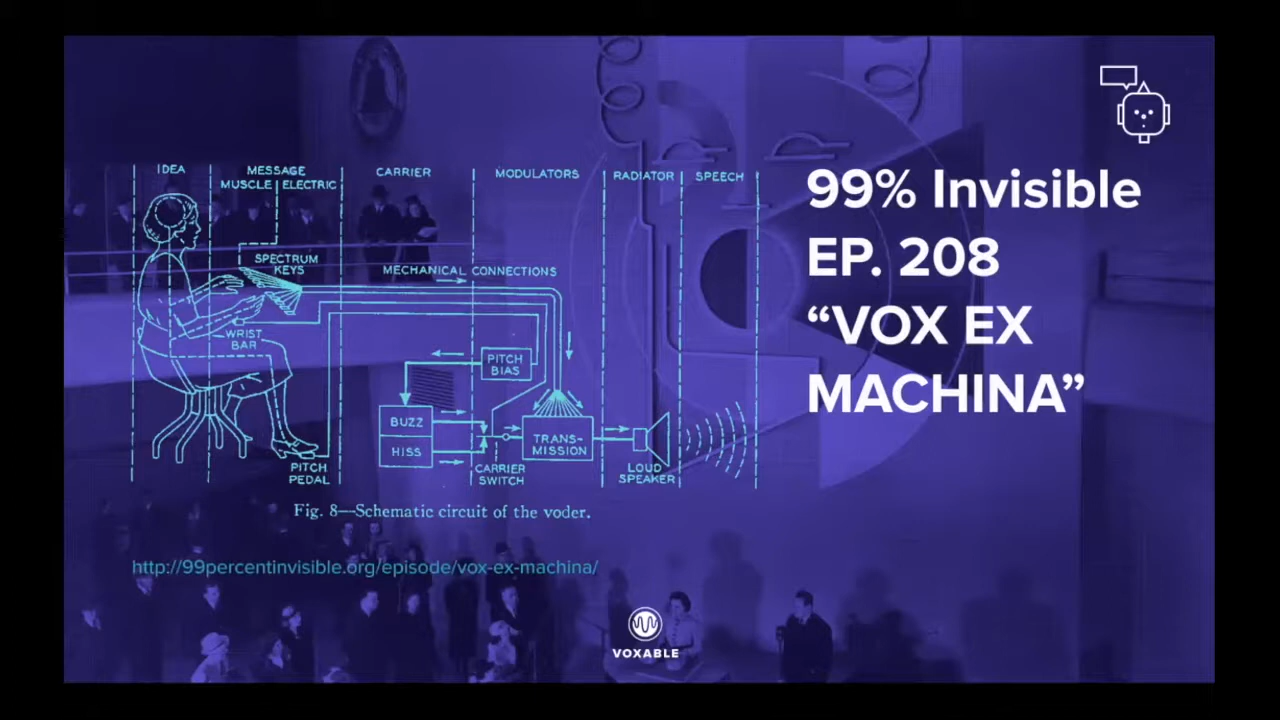 99% Invisible
EP. 208
“VOX EX
MACHINA”
IDEA
MESSAGE
MUSCLE ELECTRIC
CARRIER
MODULATORS
RADIATOR
SPEECH
SPECTRUM
KEYS
MECHANICAL CONNECTIONS
WRIST
BAR
PITCH
BIAS
BUZZ
HISS
TRANS-
MISSION
CARRIER
SWITCH
LOUD
SPEAKER
PITCH
PEDAL
Fig. 8—Schematic circuit of the voder.
http://99percentinvisible.org/episode/vox-ex-machina/
VOXABLE